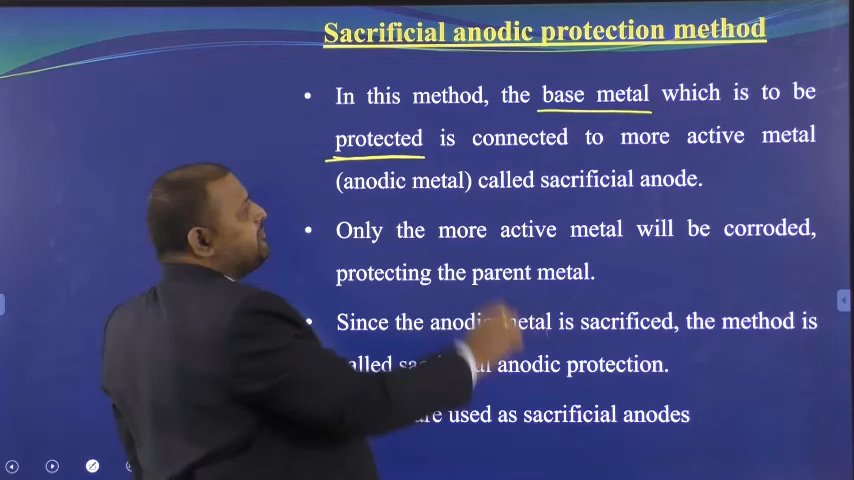 Sacrificial anodic protection method
• In this method, the base metal which is to be
protected is connected to more active metal
(anodic metal) called sacrificial anode.
• Only the more active metal will be corroded,
protecting the parent metal.
• Since the anodic metal is sacrificed, the method is
called sacrificial anodic protection.
are used as sacrificial anodes